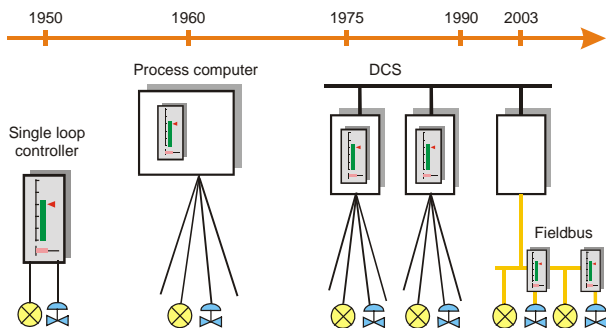 1950 1960 1975 1990 2003
Process computer DCS
Single loop
controller
Fieldbus